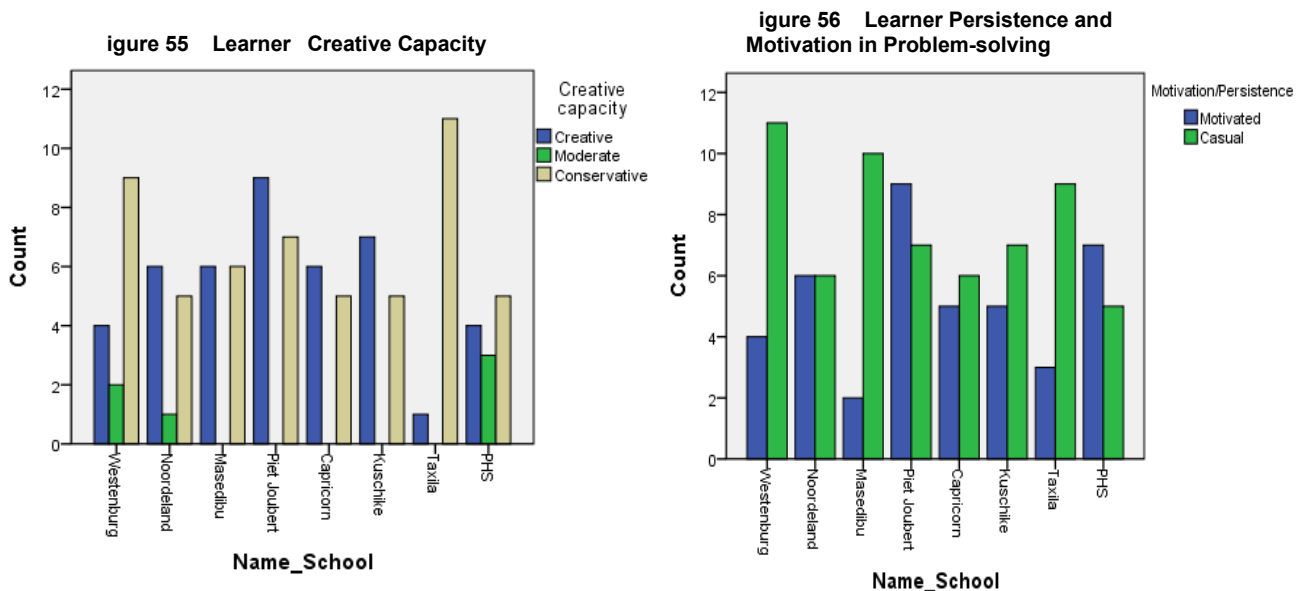 igure 55 Learner Creative Capacity
Count
12
10
8
6
4
2
0
Westenburg
Noordeland
Masedibu
Piet Joubert
Capricorn
Kuschike
Taxila
PHS
Name_School
Creative
capacity
Creative
Moderate
Conservative
igure 56 Learner Persistence and
Motivation in Problem-solving
Count
12
10
8
6
4
2
0
Westenburg
Noordeland
Masedibu
Piet Joubert
Capricorn
Kuschike
Taxila
PHS
Name_School
Motivation/Persistence
Motivated
Casual